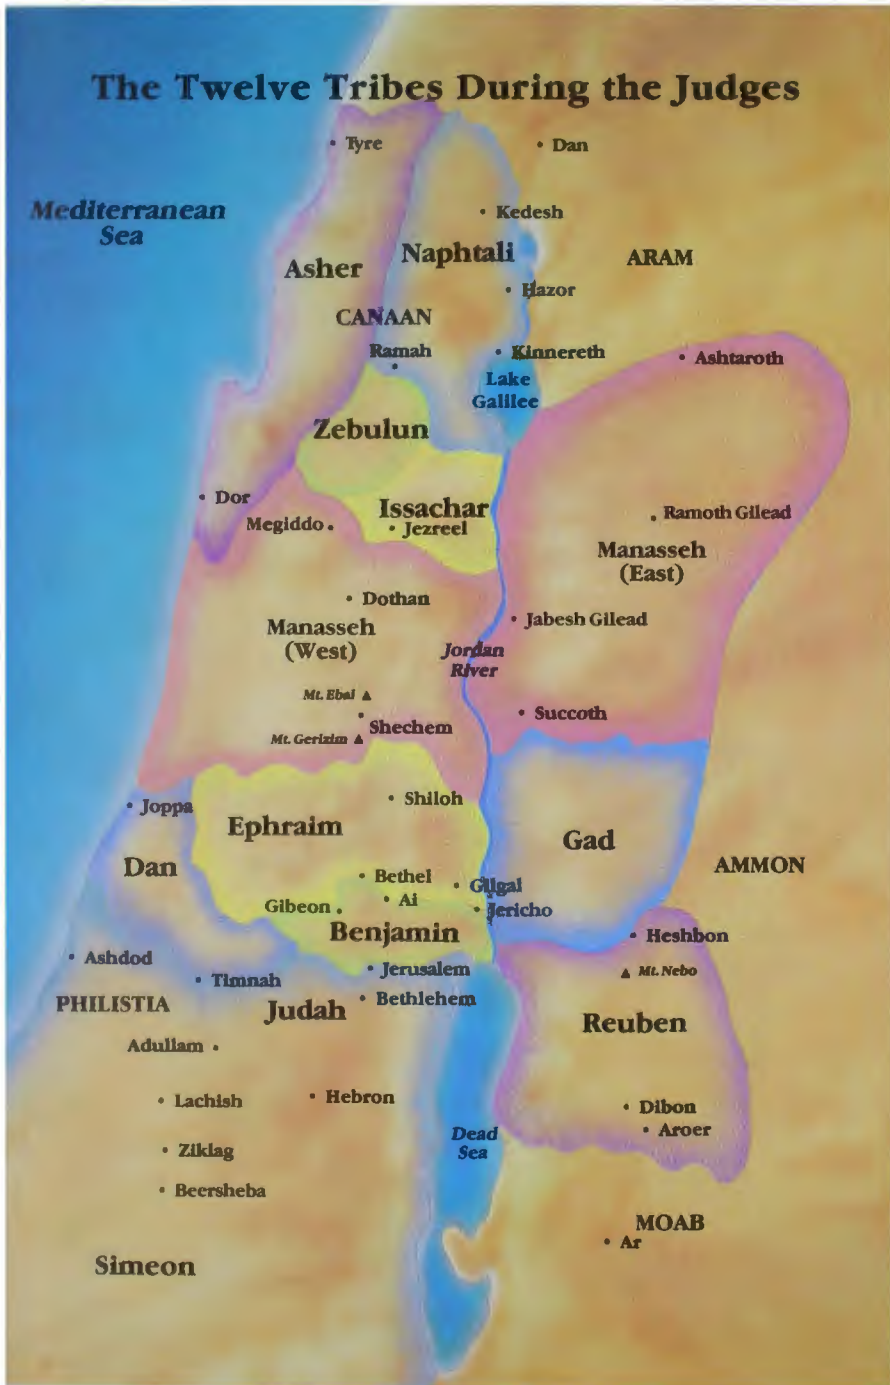 The Twelve Tribes During the Judges
Tyre
Dan
Mediterranean
Sea
Kedesh
Naphtali
ARAM
Asher
Hazor
CANAAN
Ramah
Kinnereth
Ashtaroth
Lake
Galilee
Zebulun
Dor
Issachar
Megiddo
Jezreel
Ramoth Gilead
Manasseh
(East)
Dothan
Manasseh
(West)
Jabesh Gilead
Jordan
River
Mt. Ebal
Shechem
Succoth
Mt. Gerizim
Joppa
Shiloh
Ephraim
Gad
Dan
AMMON
Bethel
Gilgal
Ai
Gibeon
Jericho
Benjamin
Heshbon
Ashdod
Jerusalem
Mt. Nebo
Timnah
PHILISTIA
Judah
Bethlehem
Reuben
Adullam
Lachish
Hebron
Dibon
Aroer
Dead
Sea
Ziklag
Beersheba
MOAB
Ar
Simeon